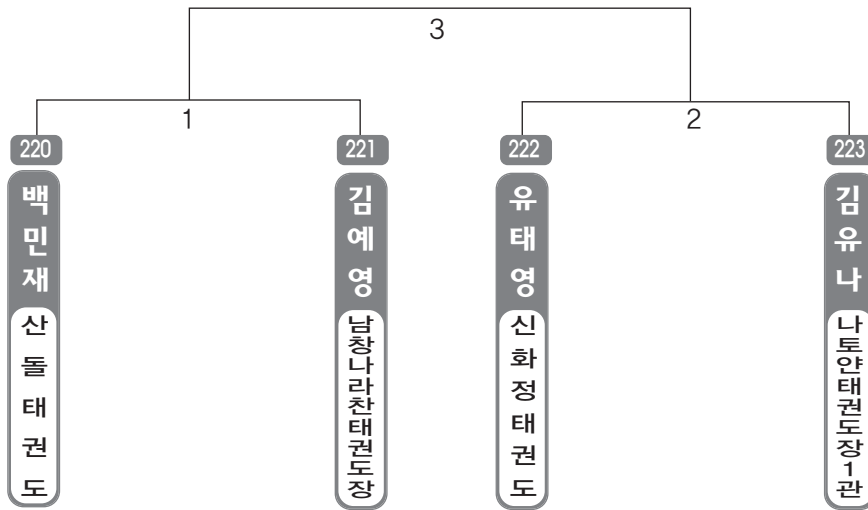 3
1
2
220
221
222
223
백민재
김예영
유태영
김유나
산돌태권도
남창나라찬태권도장
신화정태권도
나토얀태권도장1관